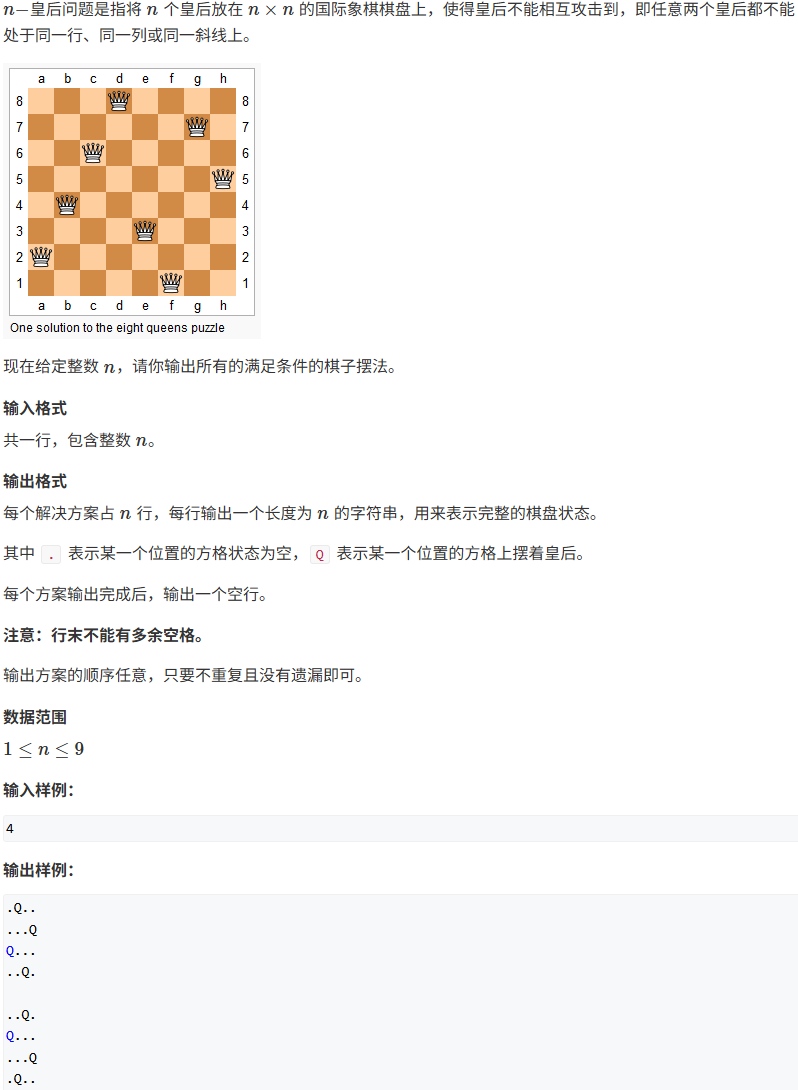 n−皇后问题是指将 n 个皇后放在 n × n 的国际象棋棋盘上，使得皇后不能相互攻击到，即任意两个皇后都不能
处于同一行、同一列或同一斜线上。
a b c d e f g h
8 8
7 7
6 6
5 5
4 4
3 3
2 2
1 1
a b c d e f g h
One solution to the eight queens puzzle
现在给定整数 n，请你输出所有的满足条件的棋子摆法。
输入格式
共一行，包含整数 n。
输出格式
每个解决方案占 n 行，每行输出一个长度为 n 的字符串，用来表示完整的棋盘状态。
其中 . 表示某一个位置的方格状态为空， Q 表示某一个位置的方格上摆着皇后。
每个方案输出完成后，输出一个空行。
注意：行末不能有多余空格。
输出方案的顺序任意，只要不重复且没有遗漏即可。
数据范围
1 ≤ n ≤ 9
输入样例：
4
输出样例：
.Q..
...Q
Q...
..Q.
..Q.
Q...
...Q
.Q..